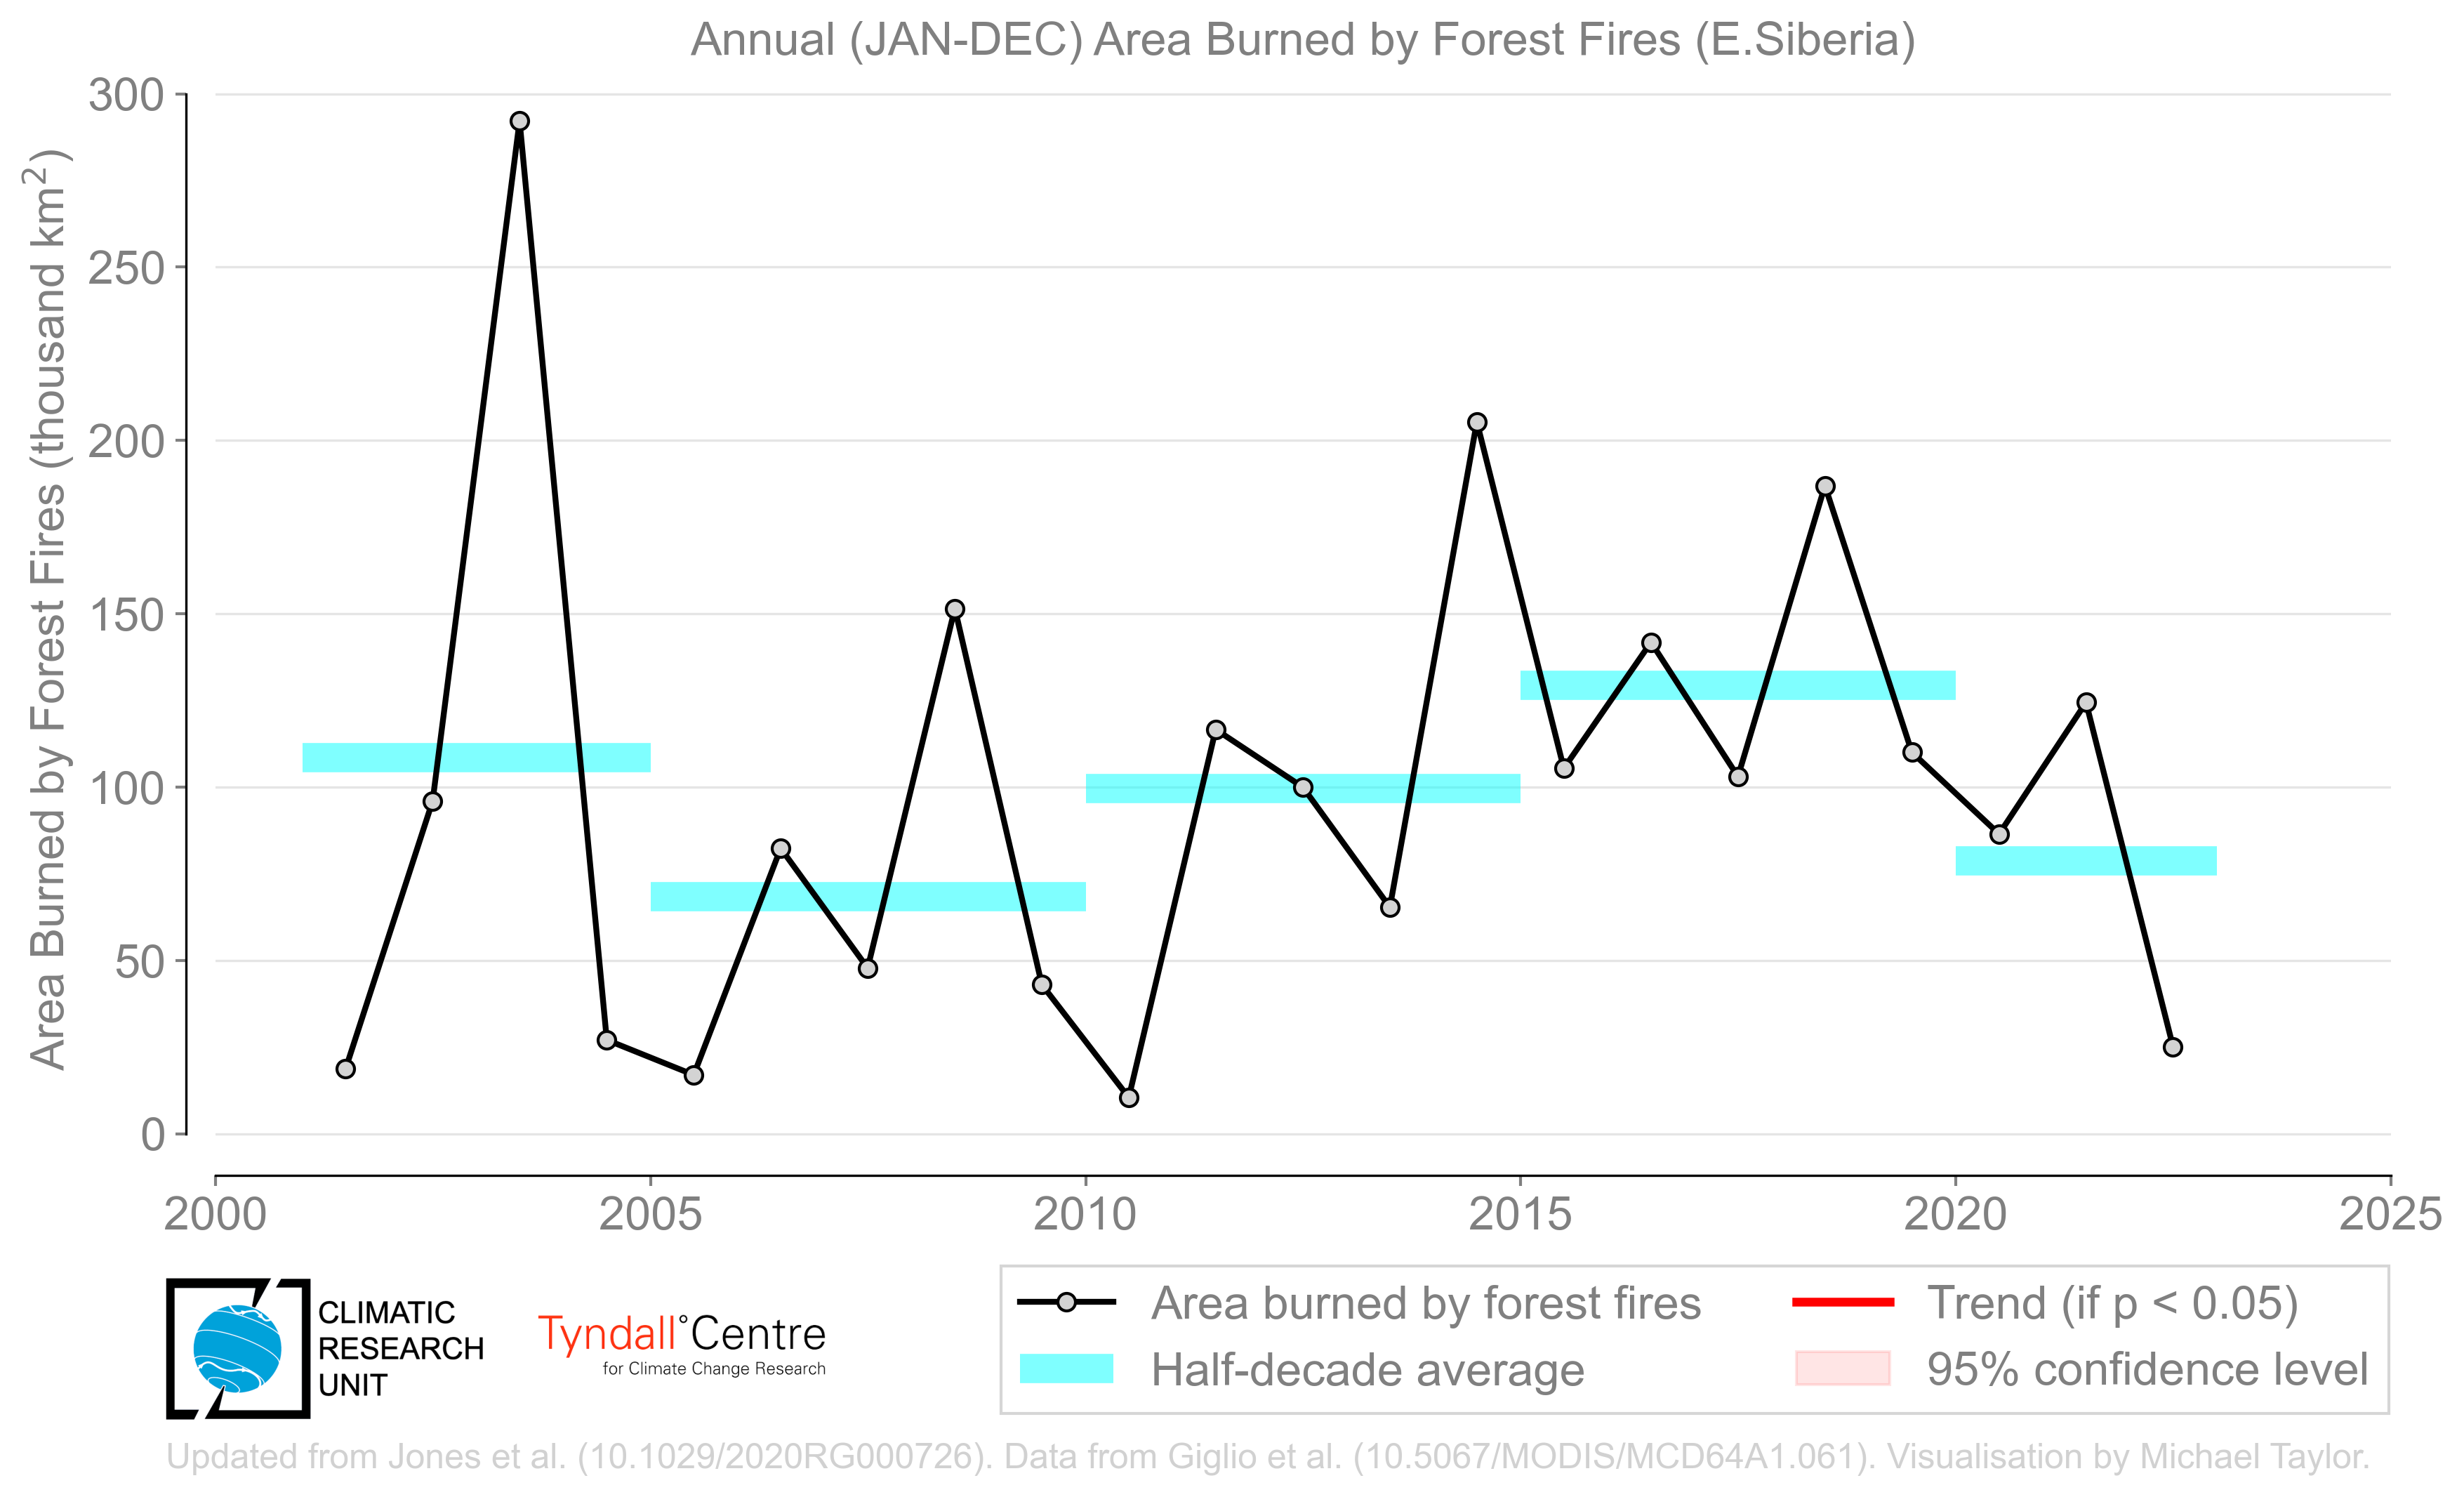 Annual (JAN-DEC) Area Burned by Forest Fires (E.Siberia)
Area Burned by Forest Fires (thousand km²)
300
250
200
150
100
50
0
2000 2005 2010 2015 2020 2025
CLIMATIC
RESEARCH
UNIT
Tyndall°Centre
for Climate Change Research
Area burned by forest fires
Half-decade average
Trend (if p < 0.05)
95% confidence level
Updated from Jones et al. (10.1029/2020RG000726). Data from Giglio et al. (10.5067/MODIS/MCD64A1.061). Visualisation by Michael Taylor.